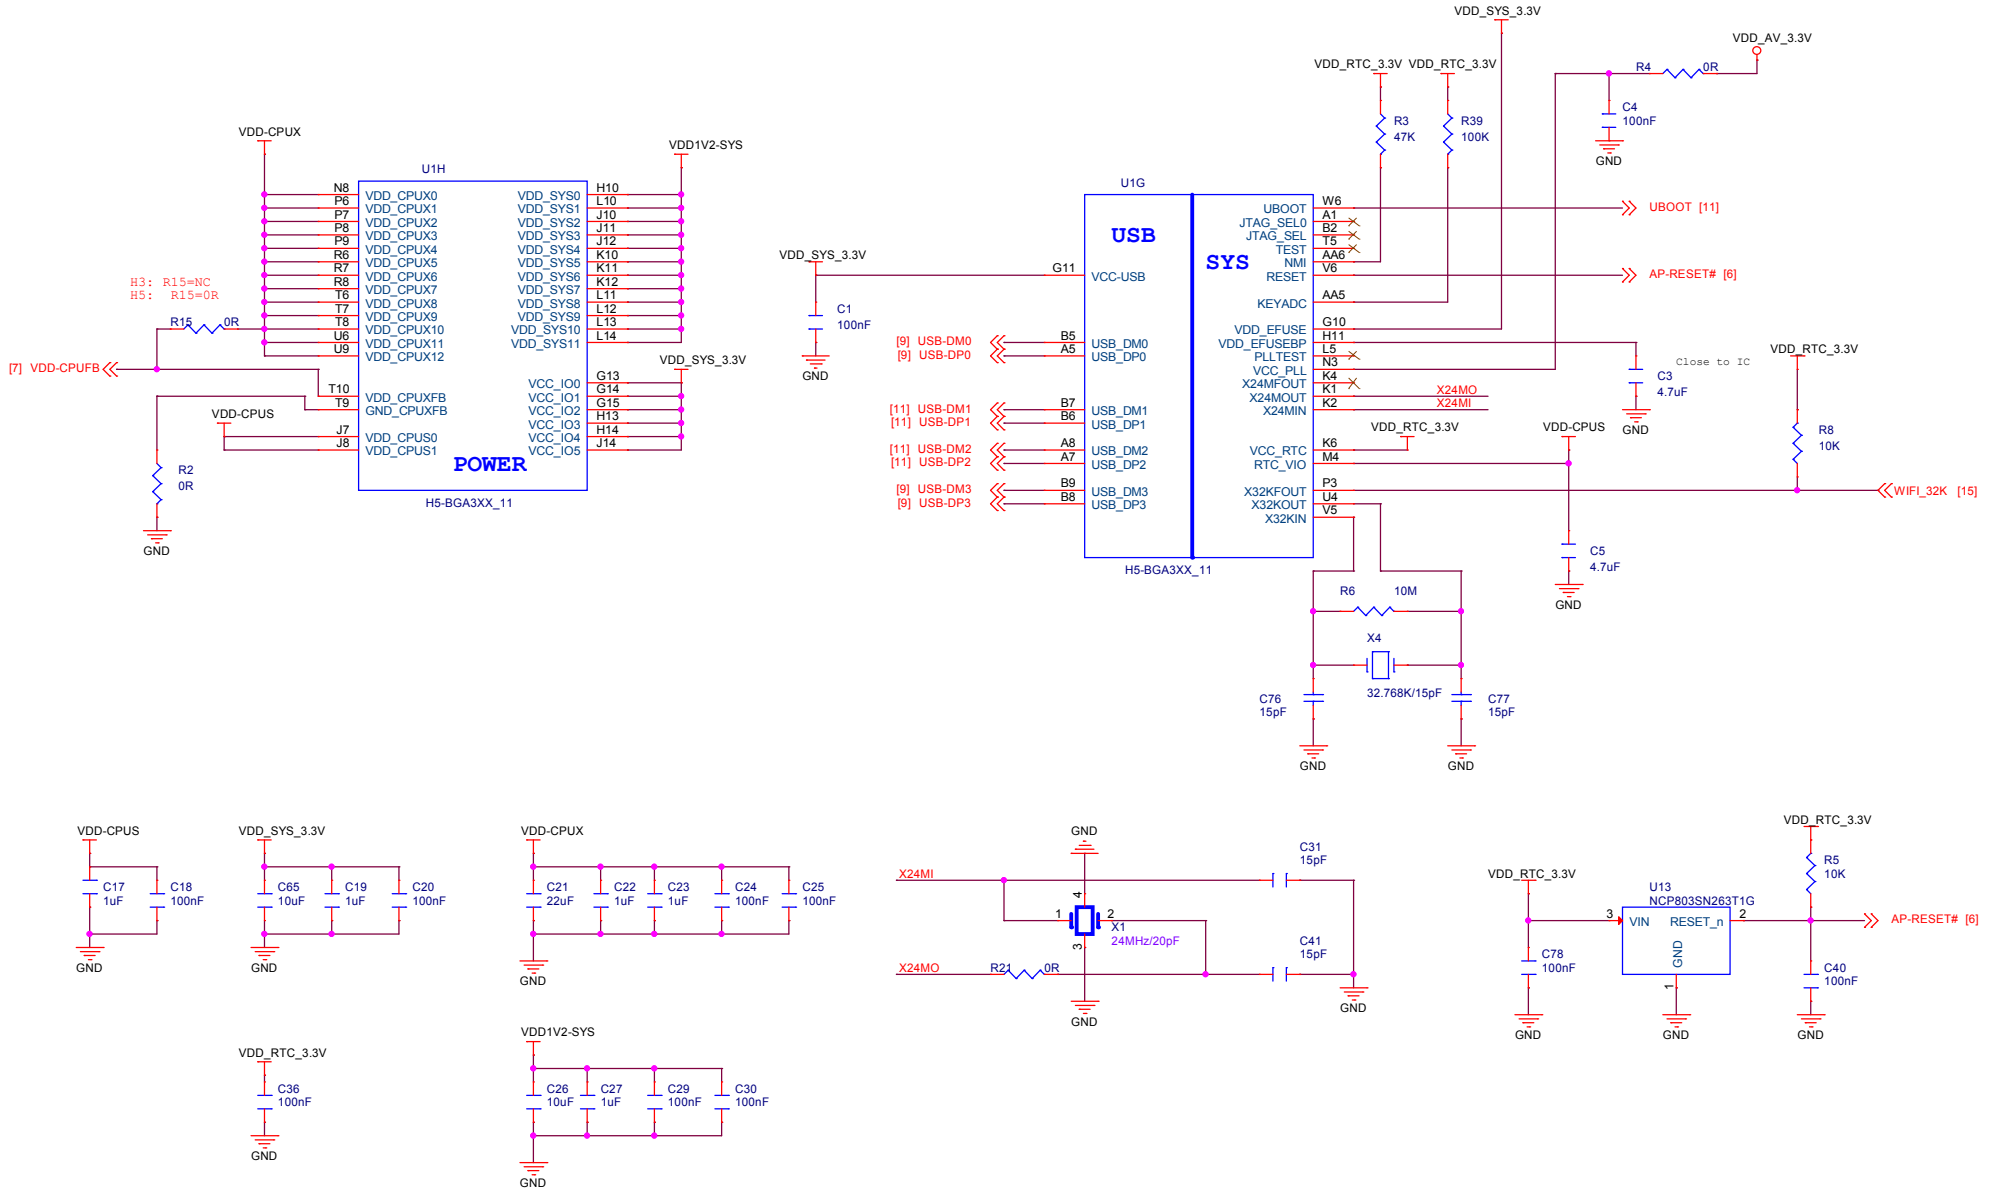 VDD-CPUX
VDD1V2-SYS
U1H
N8 VDD_CPUX0 VDD_SYS0 H10
P6 VDD_CPUX1 VDD_SYS1 L10
P7 VDD_CPUX2 VDD_SYS2 J10
P8 VDD_CPUX3 VDD_SYS3 J11
P9 VDD_CPUX4 VDD_SYS4 J12
R6 VDD_CPUX5 VDD_SYS5 K10
R7 VDD_CPUX6 VDD_SYS6 K11
R8 VDD_CPUX7 VDD_SYS7 K12
T6 VDD_CPUX8 VDD_SYS8 L11
T7 VDD_CPUX9 VDD_SYS9 L12
T8 VDD_CPUX10 VDD_SYS10 L13
U6 VDD_CPUX11 VDD_SYS11 L14
U9 VDD_CPUX12
H3: R15=NC
H5: R15=0R
R15 0R
[7] VDD-CPUFB
VDD_SYS_3.3V
VCC_IO0 G13
T10 VDD_CPUXFB VCC_IO1 G14
T9 GND_CPUXFB VCC_IO2 G15
VCC_IO3 H13
VDD-CPUS
J7 VDD_CPUS0 VCC_IO4 H14
J8 VDD_CPUS1 VCC_IO5 J14
POWER
R2
0R
GND
H5-BGA3XX_11
VDD_SYS_3.3V
VDD_AV_3.3V
VDD_RTC_3.3V VDD_RTC_3.3V
R4 0R
R3
47K
R39
100K
C4
100nF
GND
U1G
USB
SYS
VDD_SYS_3.3V
G11 VCC-USB
C1
100nF
GND
[9] USB-DM0 B5 USB_DM0
[9] USB-DP0 A5 USB_DP0
[11] USB-DM1 B7 USB_DM1
[11] USB-DP1 B6 USB_DP1
[11] USB-DM2 A8 USB_DM2
[11] USB-DP2 A7 USB_DP2
[9] USB-DM3 B9 USB_DM3
[9] USB-DP3 B8 USB_DP3
UBOOT W6 UBOOT [11]
JTAG_SEL0 A1
JTAG_SEL B2
TEST T5
NMI AA6
RESET V6 AP-RESET# [6]
KEYADC AA5
VDD_EFUSE G10
VDD_EFUSEBP H11
PLLTEST L5
VCC_PLL N3
X24MFOUT K4
X24MOUT K1 X24MO
X24MIN K2 X24MI
VCC_RTC K6 VDD_RTC_3.3V
RTC_VIO M4 VDD-CPUS
X32KFOUT P3 WIFI_32K [15]
X32KOUT U4
X32KIN V5
H5-BGA3XX_11
Close to IC
C3
4.7uF
GND
VDD_RTC_3.3V
R8
10K
C5
4.7uF
GND
R6 10M
X4
32.768K/15pF
C76
15pF
C77
15pF
GND
GND
VDD-CPUS
C17
1uF
C18
100nF
GND
VDD_SYS_3.3V
C65
10uF
C19
1uF
C20
100nF
GND
VDD-CPUX
C21
22uF
C22
1uF
C23
1uF
C24
100nF
C25
100nF
GND
VDD_RTC_3.3V
C36
100nF
GND
VDD1V2-SYS
C26
10uF
C27
1uF
C29
100nF
C30
100nF
GND
GND
X24MI
C31
15pF
4
1 2
3
X1
24MHz/20pF
X24MO
R21 0R
C41
15pF
GND
GND
VDD_RTC_3.3V
VDD_RTC_3.3V
R5
10K
U13
NCP803SN263T1G
3 VIN RESET_n 2
GND
1
AP-RESET# [6]
C78
100nF
C40
100nF
GND
GND
GND